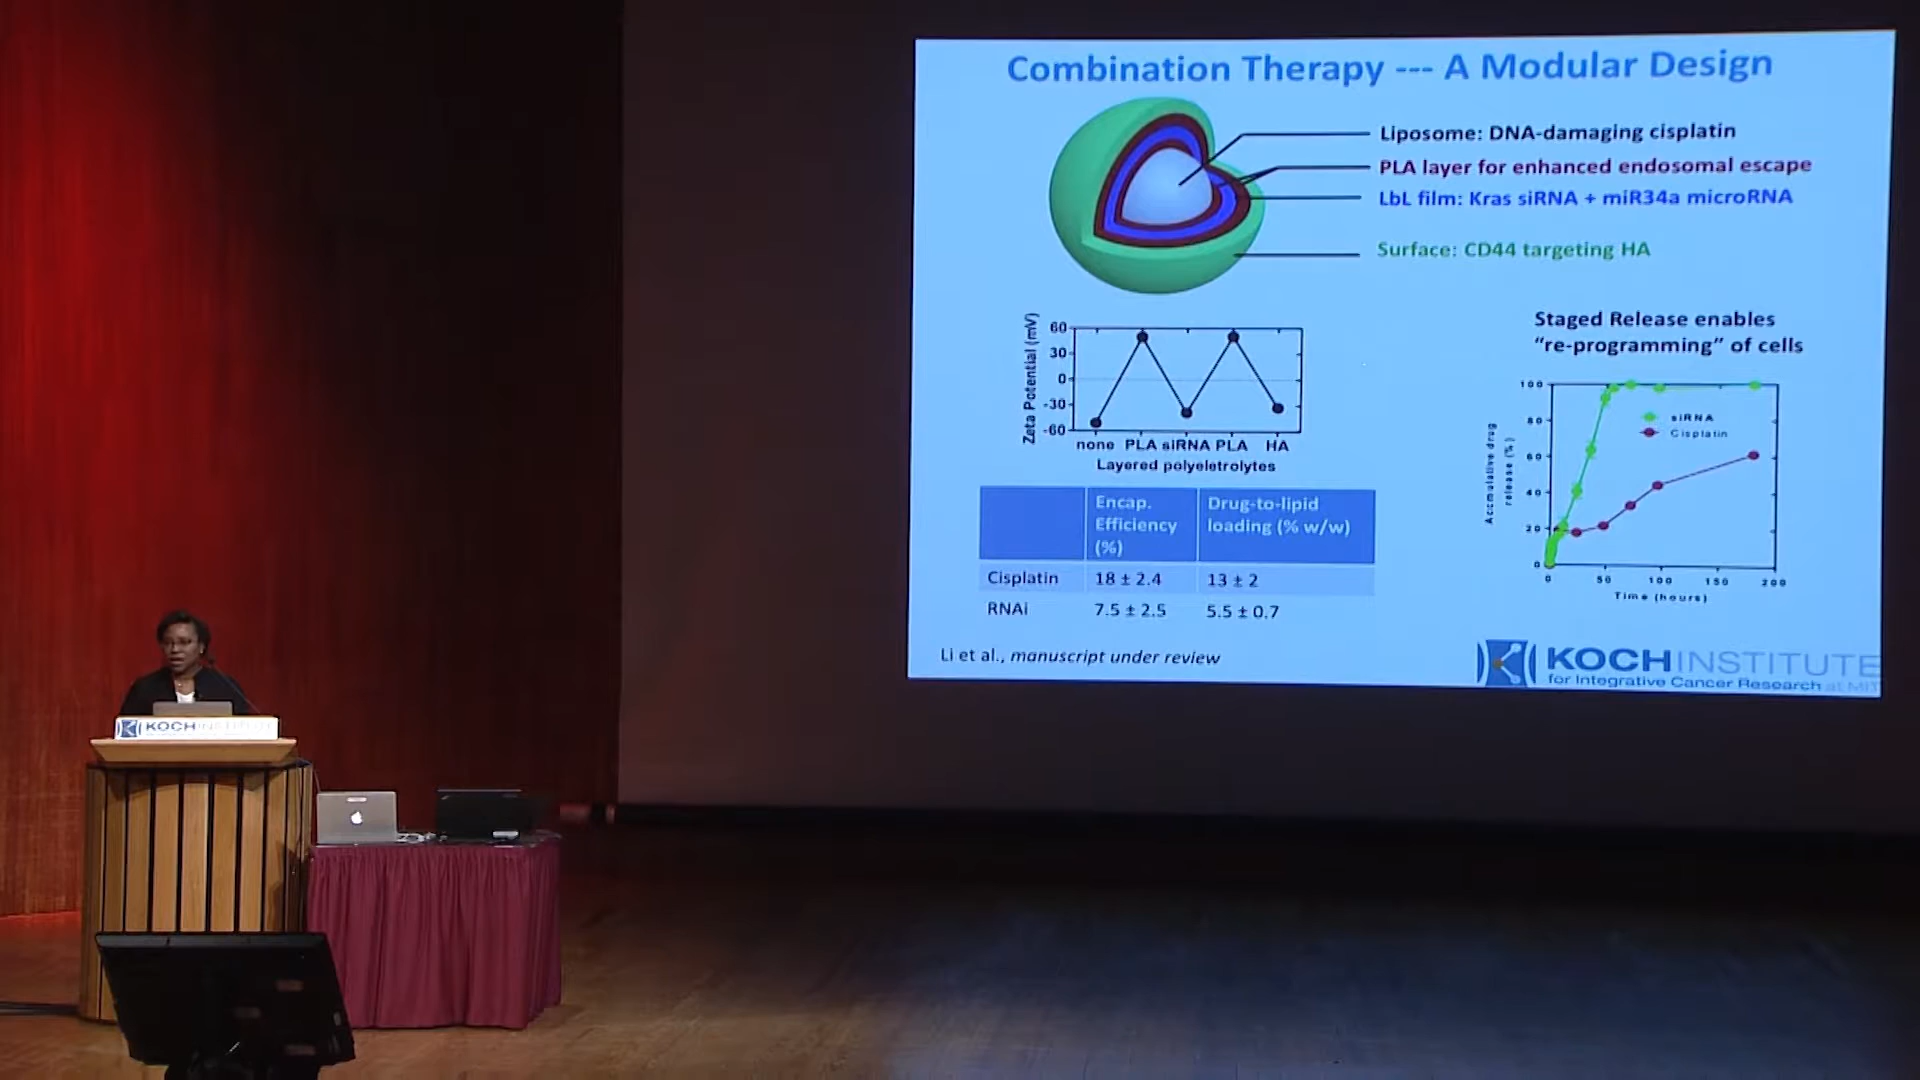 Combination Therapy --- A Modular Design
Liposome: DNA-damaging cisplatin
PLA layer for enhanced endosomal escape
LbL film: Kras siRNA + miR34a microRNA
Surface: CD44 targeting HA
Zeta Potential (mV)
60
30
0
-30
-60
none PLA siRNA PLA HA
Layered polyeletrolytes
Staged Release enables
“re-programming” of cells
Accumulative drug
release (%)
100
80
60
40
20
0
siRNA
Cisplatin
0 50 100 150 200
Time (hours)
Encap.
Efficiency
(%)
Drug-to-lipid
loading (% w/w)
Cisplatin 18 ± 2.4 13 ± 2
RNAi 7.5 ± 2.5 5.5 ± 0.7
Li et al., manuscript under review
KOCH INSTITUTE
for Integrative Cancer Research at MIT
KOCH INSTITUTE